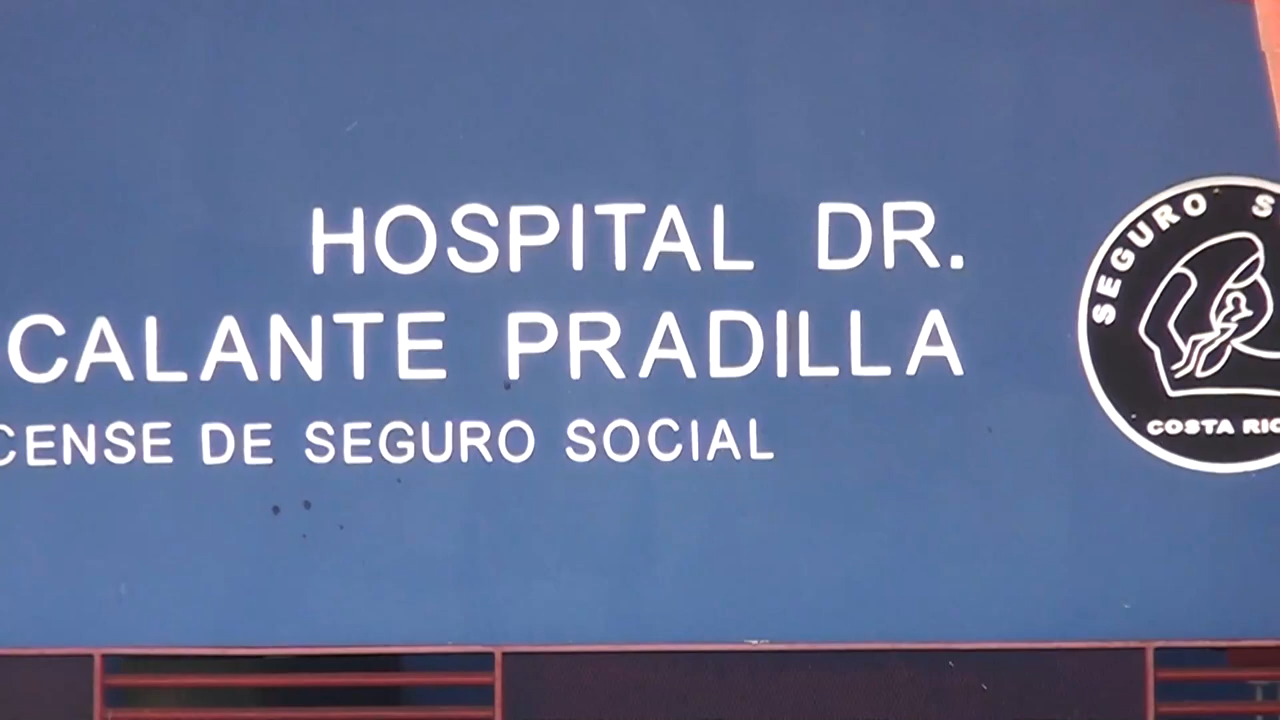 HOSPITAL DR.
CALANTE PRADILLA
CENSE DE SEGURO SOCIAL
SEGURO S
COSTA RIC